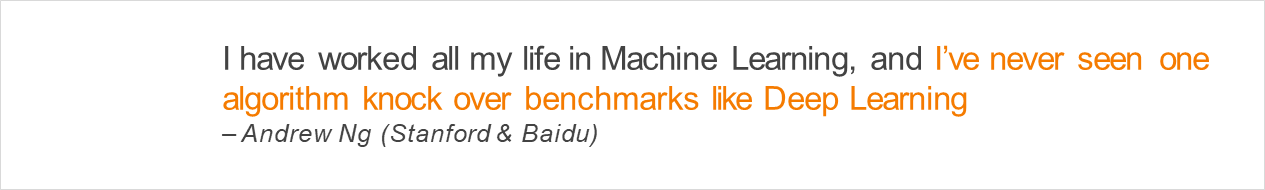 I have worked all my life in Machine Learning, and I’ve never seen one
algorithm knock over benchmarks like Deep Learning
– Andrew Ng (Stanford & Baidu)